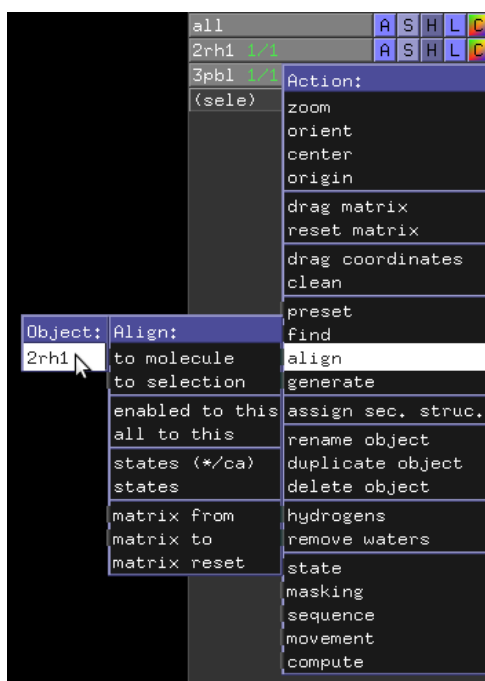 all A S H L C
2rh1 1/1 A S H L C
3pbl 1/1
(sele)
Action:
zoom
orient
center
origin
drag matrix
reset matrix
drag coordinates
clean
preset
find
align
generate
assign sec. struc.
rename object
duplicate object
delete object
hydrogens
remove waters
state
masking
sequence
movement
compute
Align:
to molecule
to selection
enabled to this
all to this
states (*/ca)
states
matrix from
matrix to
matrix reset
Object:
2rh1